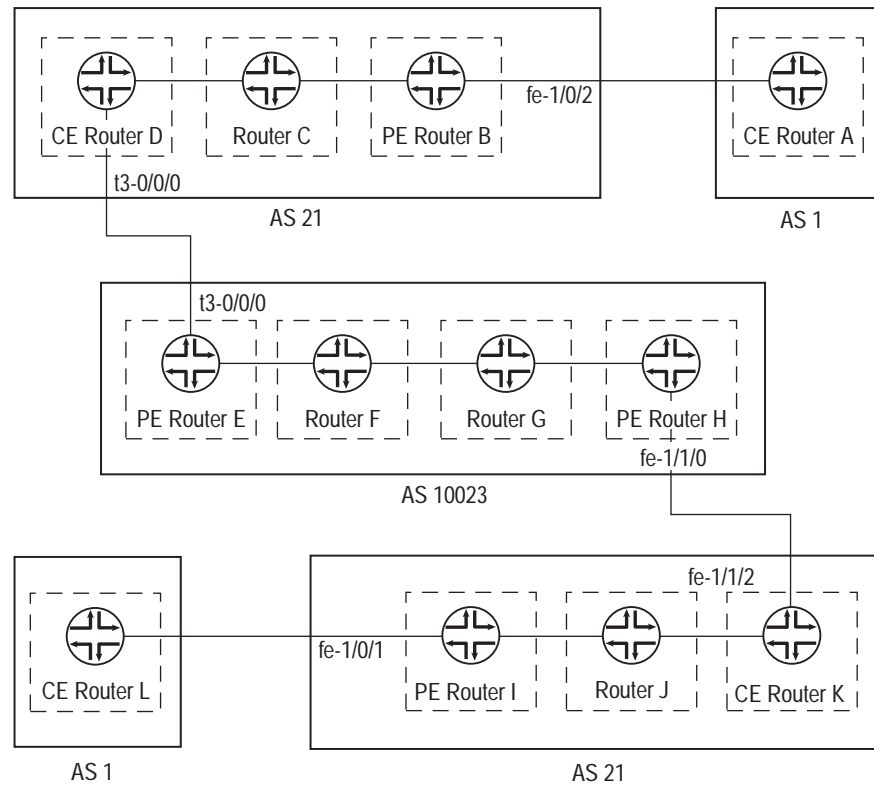 fe-1/0/2
CE Router D
Router C
PE Router B
CE Router A
t3-0/0/0
AS 21
AS 1
t3-0/0/0
PE Router E
Router F
Router G
PE Router H
fe-1/1/0
AS 10023
fe-1/1/2
fe-1/0/1
CE Router L
PE Router I
Router J
CE Router K
AS 1
AS 21